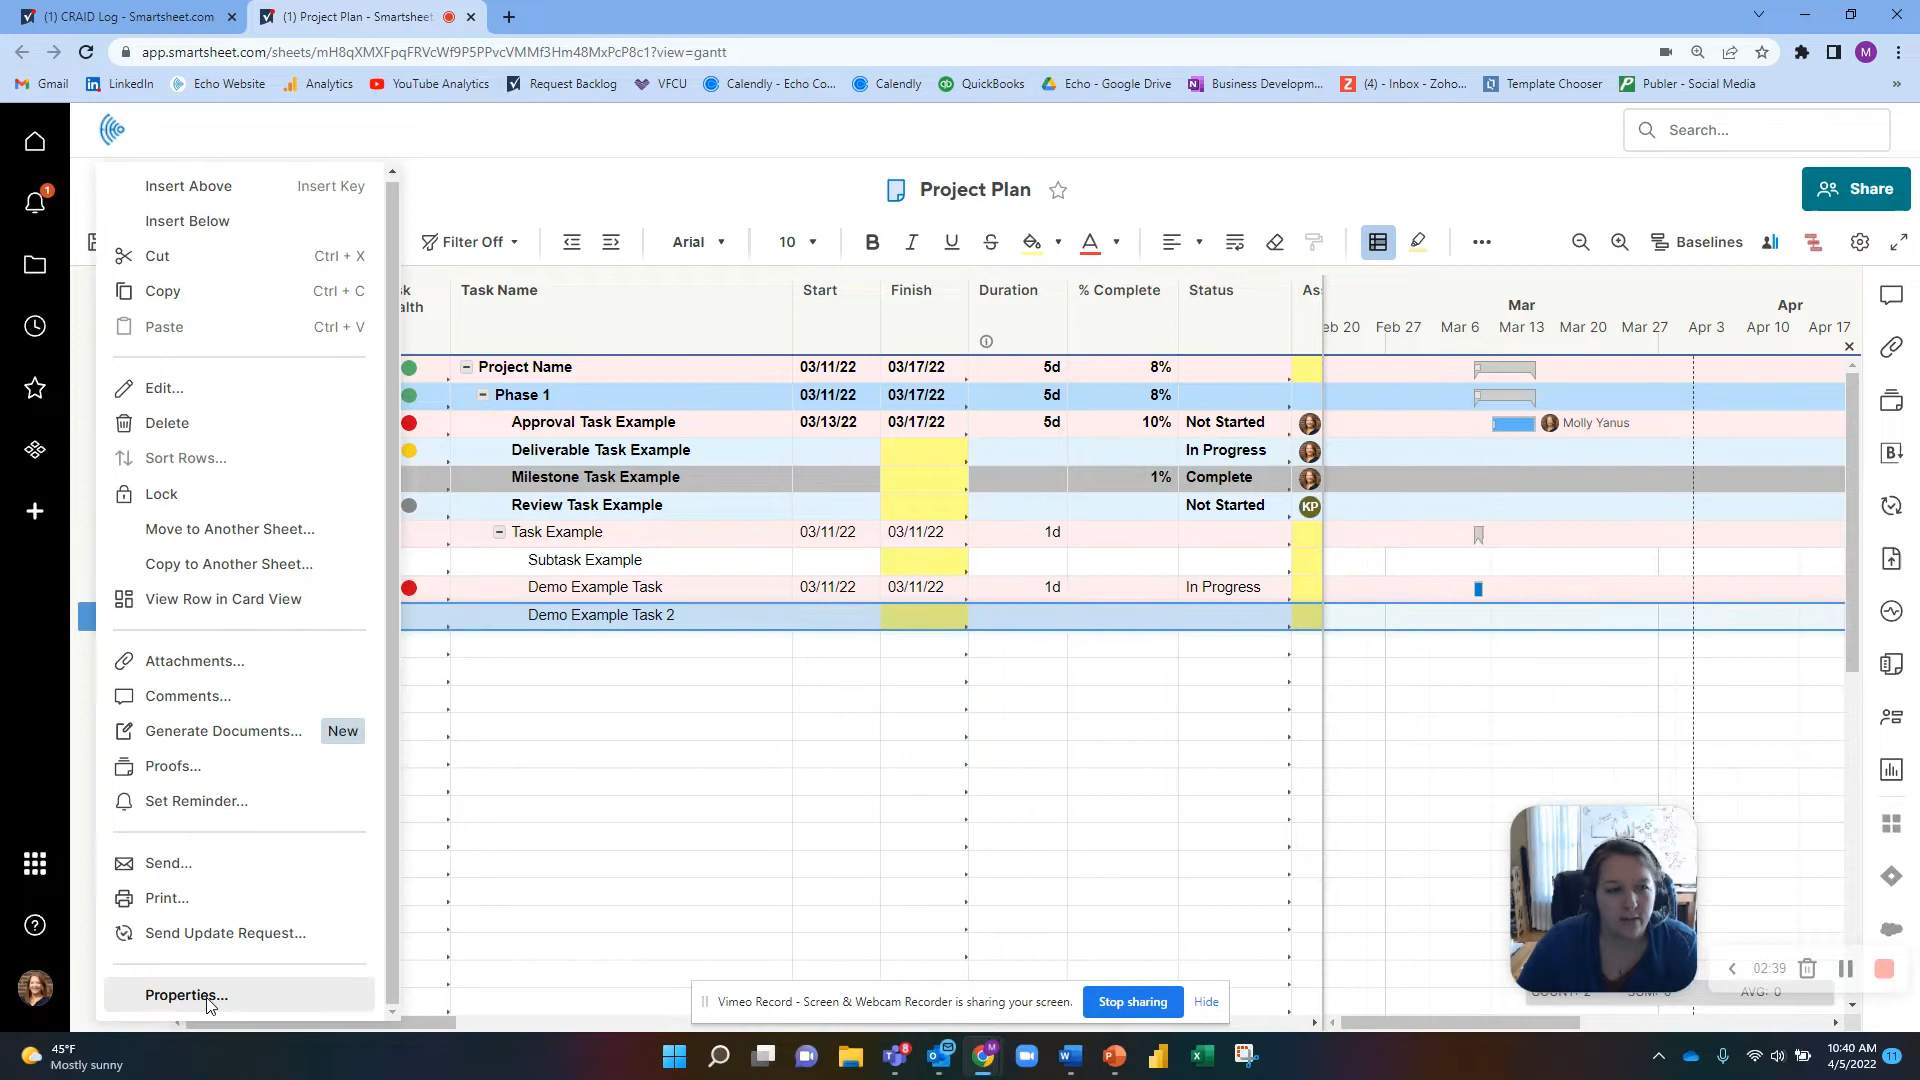 (1) CRAID Log - Smartsheet.com
(1) Project Plan - Smartsheet
app.smartsheet.com/sheets/mH8qXMXFpqFRVcWf9P5PPvcVMMf3Hm48MxPcP8c1?view=gantt
M
Gmail
LinkedIn
Echo Website
Analytics
YouTube Analytics
Request Backlog
VFCU
Calendly - Echo Co...
Calendly
QuickBooks
Echo - Google Drive
Business Developm...
(4) - Inbox - Zoho...
Template Chooser
Publer - Social Media
»
Search...
1
Project Plan
Share
Insert Above Insert Key
Insert Below
Cut Ctrl + X
Copy Ctrl + C
Paste Ctrl + V
Edit...
Delete
Sort Rows...
Lock
Move to Another Sheet...
Copy to Another Sheet...
View Row in Card View
Attachments...
Comments...
Generate Documents... New
Proofs...
Set Reminder...
Send...
Print...
Send Update Request...
Properties...
Filter Off
Arial
10
B I U S A
Baselines
alth
Task Name Start Finish Duration % Complete Status
Mar Apr
eb 20 Feb 27 Mar 6 Mar 13 Mar 20 Mar 27 Apr 3 Apr 10 Apr 17
Project Name 03/11/22 03/17/22 5d 8%
Phase 1 03/11/22 03/17/22 5d 8%
Approval Task Example 03/13/22 03/17/22 5d 10% Not Started
Molly Yanus
Deliverable Task Example In Progress
Milestone Task Example 1% Complete
Review Task Example Not Started KP
Task Example 03/11/22 03/11/22 1d
Subtask Example
Demo Example Task 03/11/22 03/11/22 1d In Progress
Demo Example Task 2
02:39
AVG: 0
Vimeo Record - Screen & Webcam Recorder is sharing your screen.
Stop sharing
Hide
45°F
Mostly sunny
8
10:40 AM
4/5/2022
11